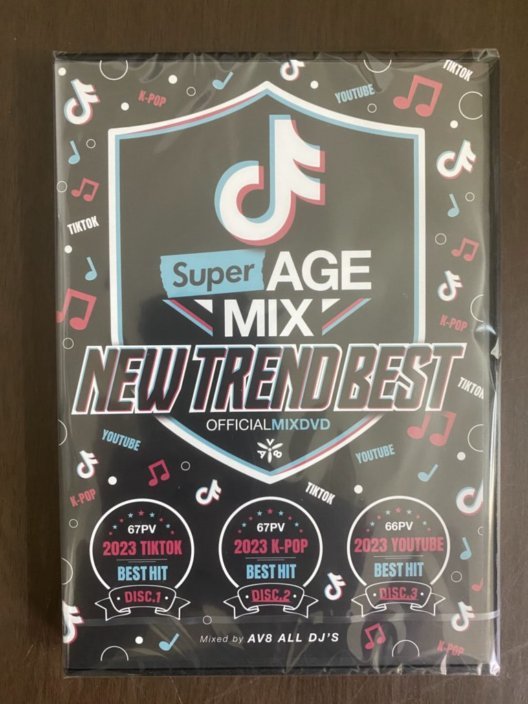 TIKTOK
K-POP
YOUTUBE
TIKTOK
Super AGE
MIX
K-POP
NEW TREND BEST
TIKTOK
OFFICIALMIXDVD
YOUTUBE
AV8
YOUTUBE
K-POP
TIKTOK
67PV
2023 TIKTOK
BEST HIT
DISC.1
67PV
2023 K-POP
BEST HIT
DISC.2
66PV
2023 YOUTUBE
BEST HIT
DISC.3
Mixed by AV8 ALL DJ'S
K-POP